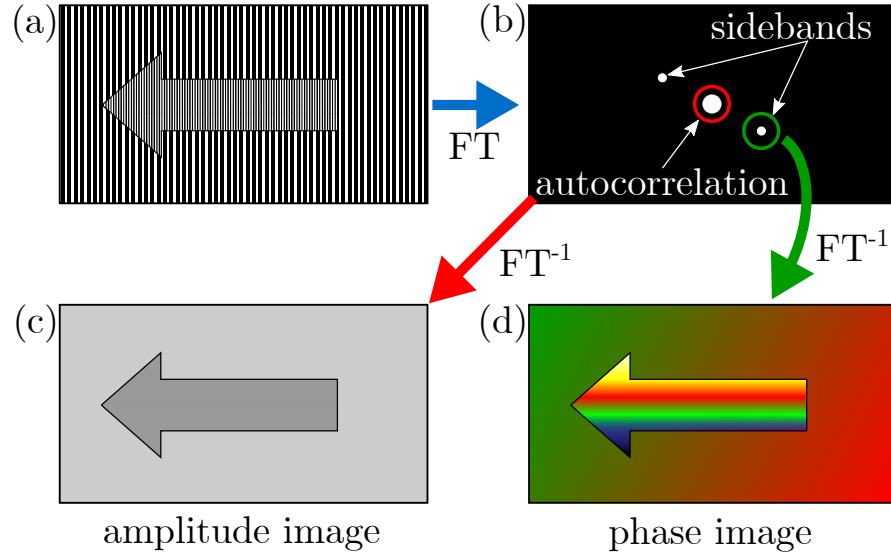 (a)
(b)
sidebands
FT
autocorrelation
FT-1
FT-1
(c)
(d)
amplitude image
phase image